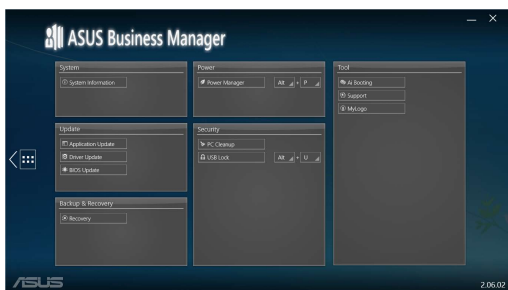 ASUS Business Manager
System
System Information
Power
Power Manager
Alt + P
Tool
Ai Booting
Support
MyLogo
Update
Application Update
Driver Update
BIOS Update
Security
PC Cleanup
USB Lock
Alt + U
Backup & Recovery
Recovery
ASUS
2.06.02